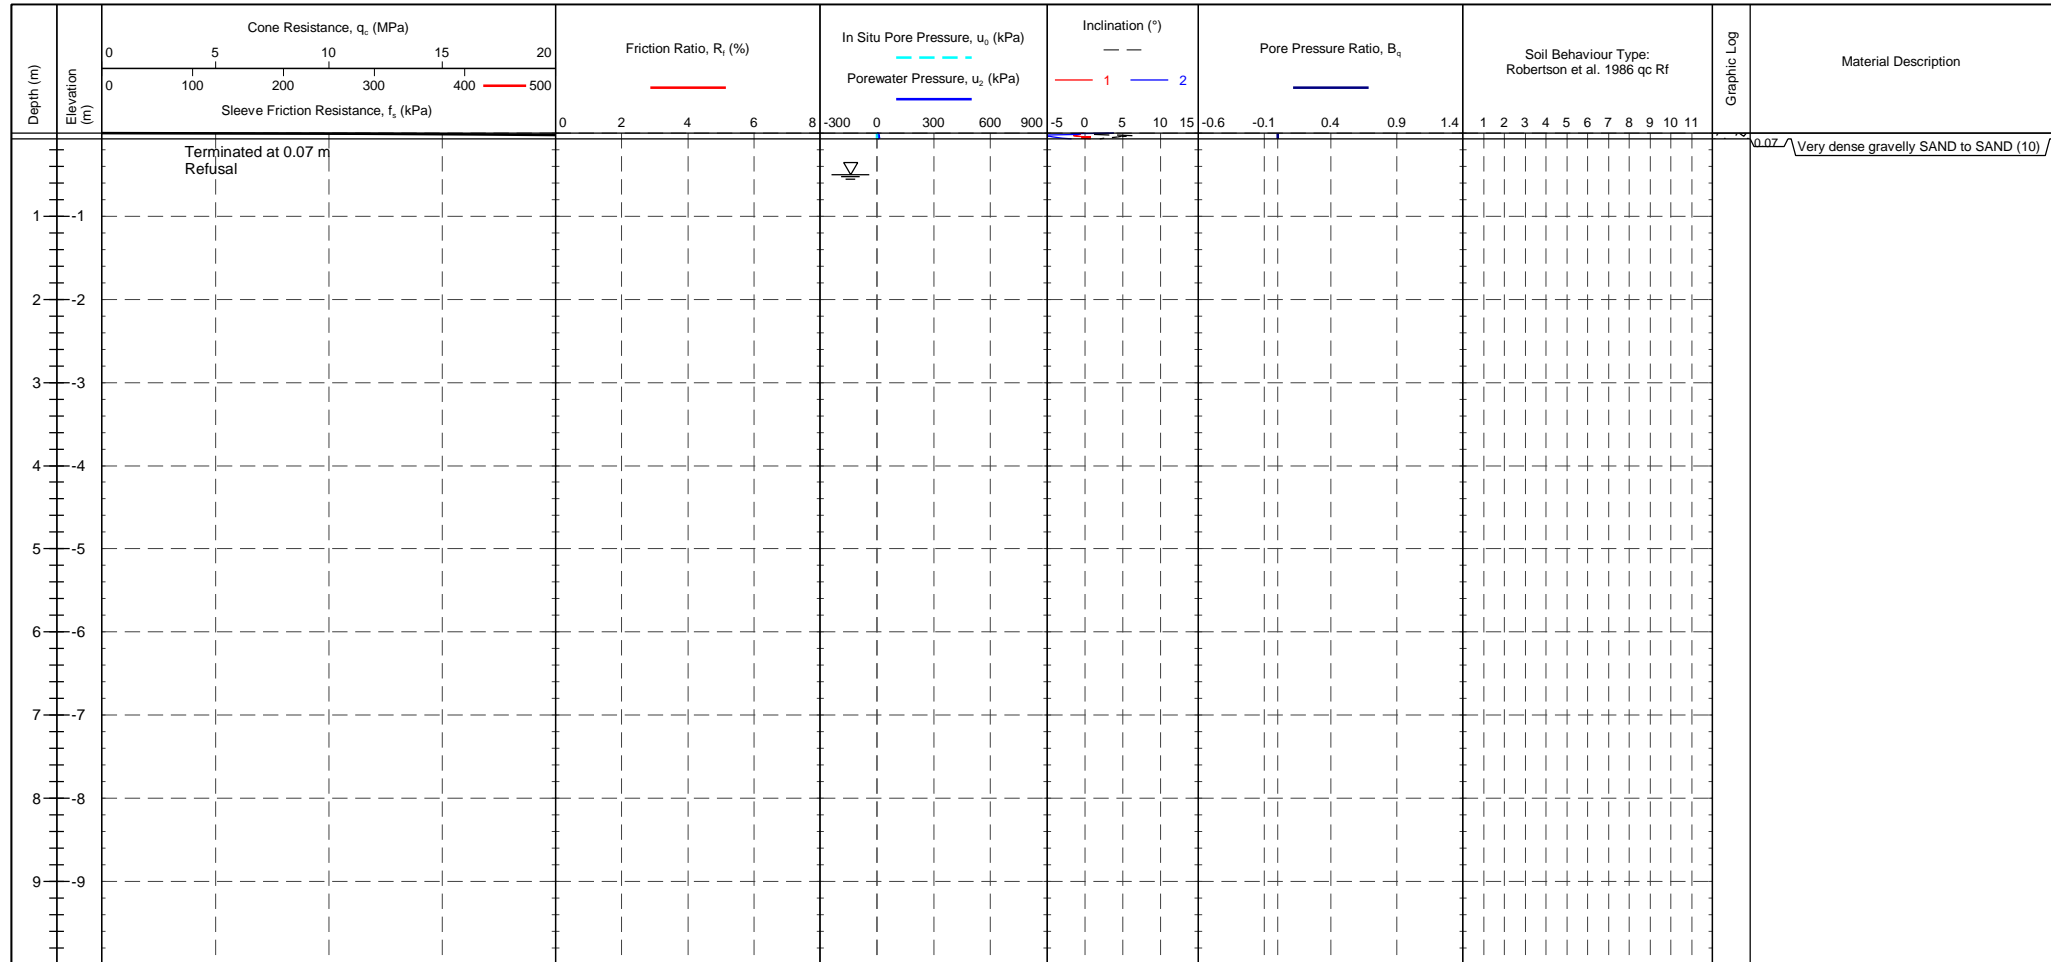 Depth (m)
Elevation
(m)
Cone Resistance, qc (MPa)
0 5 10 15 20
100 200 300 400 500
Sleeve Friction Resistance, fs (kPa)
Friction Ratio, Rf (%)
0 2 4 6 8
In Situ Pore Pressure, u0 (kPa)
Porewater Pressure, u2 (kPa)
-300 0 300 600 900
Inclination (°)
1 2
-5 0 5 10 15
Pore Pressure Ratio, Bq
-0.6 -0.1 0.4 0.9 1.4
Soil Behaviour Type:
Robertson et al. 1986 qc Rf
1 2 3 4 5 6 7 8 9 10 11
Graphic Log
Material Description
Terminated at 0.07 m
Refusal
0.07 Very dense gravelly SAND to SAND (10)
1 -1
2 -2
3 -3
4 -4
5 -5
6 -6
7 -7
8 -8
9 -9